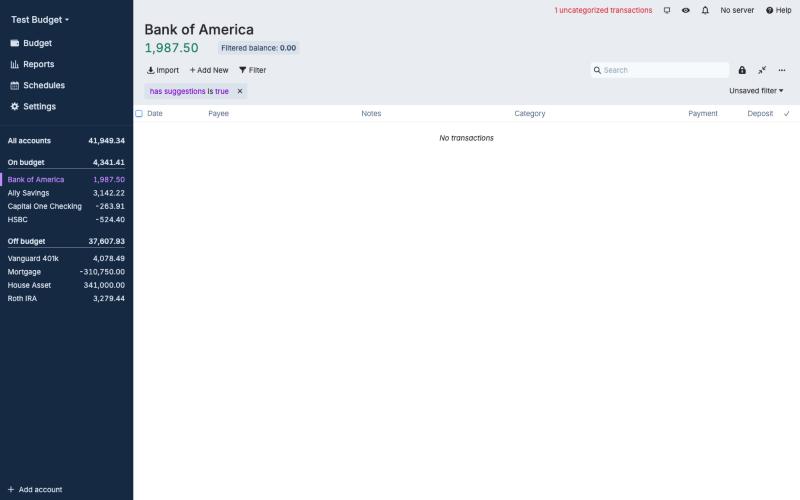 Test Budget
1 uncategorized transactions
No server
Help
Budget
Reports
Schedules
Settings
All accounts 41,949.34
On budget 4,341.41
Bank of America 1,987.50
Ally Savings 3,142.22
Capital One Checking -263.91
HSBC -524.40
Off budget 37,607.93
Vanguard 401k 4,078.49
Mortgage -310,750.00
House Asset 341,000.00
Roth IRA 3,279.44
Add account
Bank of America
1,987.50 Filtered balance: 0.00
Import + Add New Filter Search
has suggestions is true Unsaved filter
Date Payee Notes Category Payment Deposit
No transactions